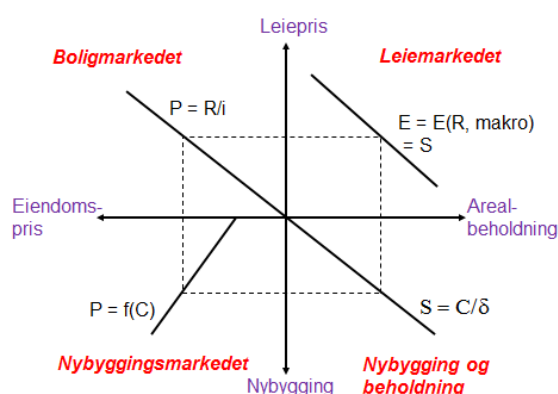 Leiepris
Boligmarkedet
Leiemarkedet
P = R/i
E = E(R, makro)
= S
Eiendoms-
pris
Areal-
beholdning
P = f(C)
S = C/δ
Nybyggingsmarkedet
Nybygging
Nybygging og
beholdning